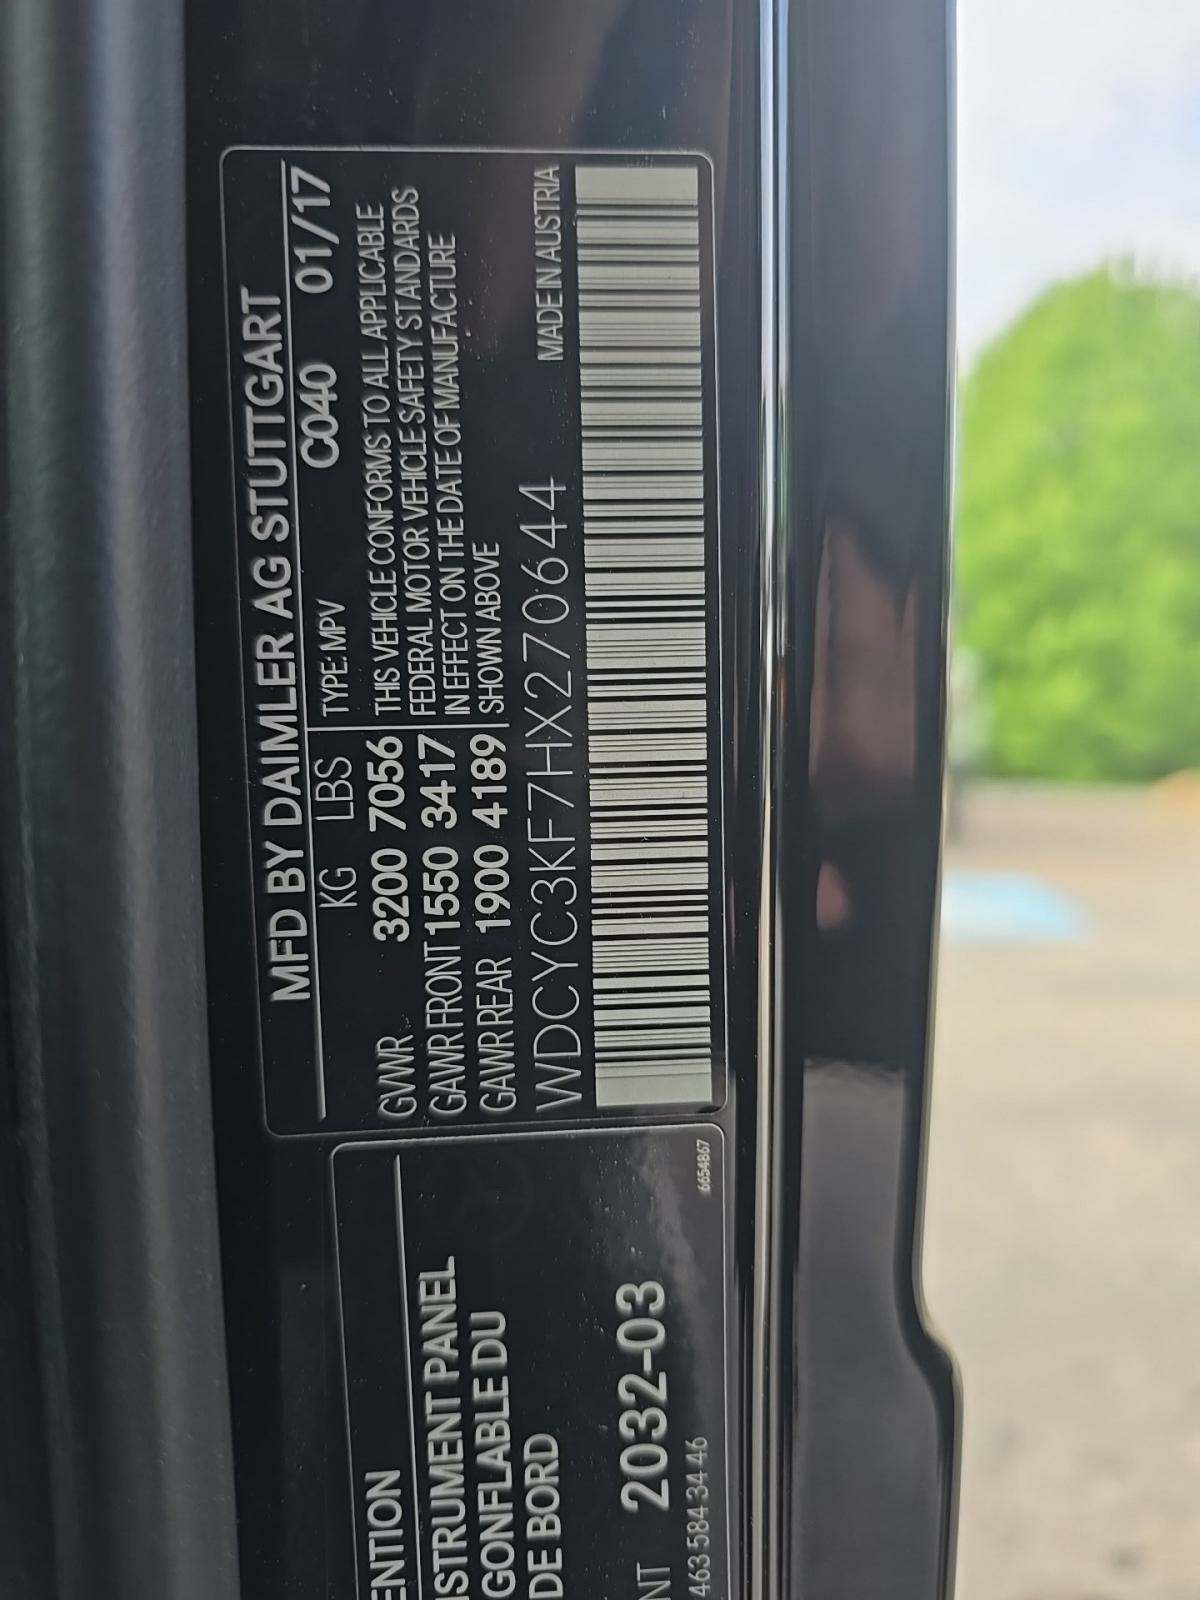 MFD BY DAIMLER AG STUTTGART
KG LBS TYPE: MPV C040 01/17
GVWR 3200 7056 THIS VEHICLE CONFORMS TO ALL APPLICABLE
GAWR FRONT 1550 3417 FEDERAL MOTOR VEHICLE SAFETY STANDARDS
IN EFFECT ON THE DATE OF MANUFACTURE
GAWR REAR 1900 4189 SHOWN ABOVE
WDCYC3KF7HX270644 MADE IN AUSTRIA
ENTION
STRUMENT PANEL
GONFLABLE DU
DE BORD
NT 2032-03
463 584 34 46 6654867